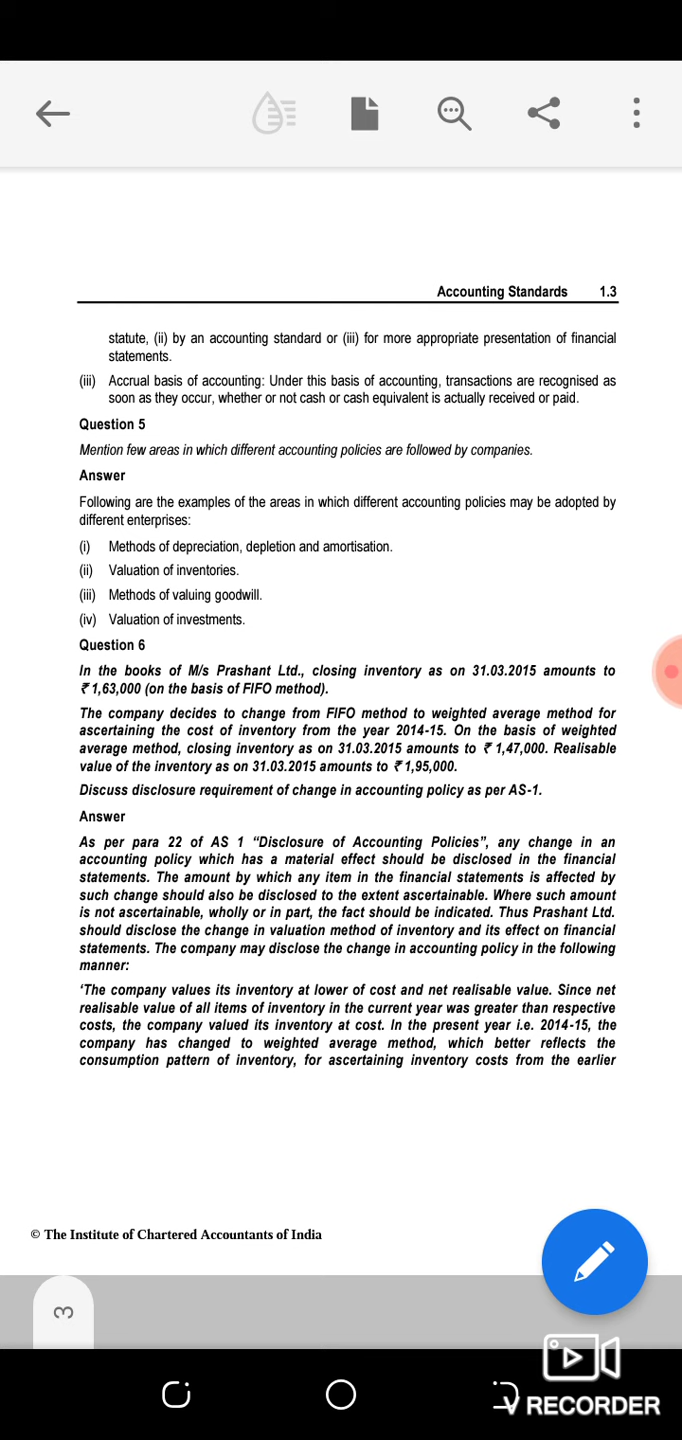 Accounting Standards 1.3
statute, (ii) by an accounting standard or (iii) for more appropriate presentation of financial
statements.
(iii) Accrual basis of accounting: Under this basis of accounting, transactions are recognised as
soon as they occur, whether or not cash or cash equivalent is actually received or paid.
Question 5
Mention few areas in which different accounting policies are followed by companies.
Answer
Following are the examples of the areas in which different accounting policies may be adopted by
different enterprises:
(i) Methods of depreciation, depletion and amortisation.
(ii) Valuation of inventories.
(iii) Methods of valuing goodwill.
(iv) Valuation of investments.
Question 6
In the books of M/s Prashant Ltd., closing inventory as on 31.03.2015 amounts to
₹ 1,63,000 (on the basis of FIFO method).
The company decides to change from FIFO method to weighted average method for
ascertaining the cost of inventory from the year 2014-15. On the basis of weighted
average method, closing inventory as on 31.03.2015 amounts to ₹ 1,47,000. Realisable
value of the inventory as on 31.03.2015 amounts to ₹ 1,95,000.
Discuss disclosure requirement of change in accounting policy as per AS-1.
Answer
As per para 22 of AS 1 “Disclosure of Accounting Policies”, any change in an
accounting policy which has a material effect should be disclosed in the financial
statements. The amount by which any item in the financial statements is affected by
such change should also be disclosed to the extent ascertainable. Where such amount
is not ascertainable, wholly or in part, the fact should be indicated. Thus Prashant Ltd.
should disclose the change in valuation method of inventory and its effect on financial
statements. The company may disclose the change in accounting policy in the following
manner:
‘The company values its inventory at lower of cost and net realisable value. Since net
realisable value of all items of inventory in the current year was greater than respective
costs, the company valued its inventory at cost. In the present year i.e. 2014-15, the
company has changed to weighted average method, which better reflects the
consumption pattern of inventory, for ascertaining inventory costs from the earlier
© The Institute of Chartered Accountants of India
3
V RECORDER